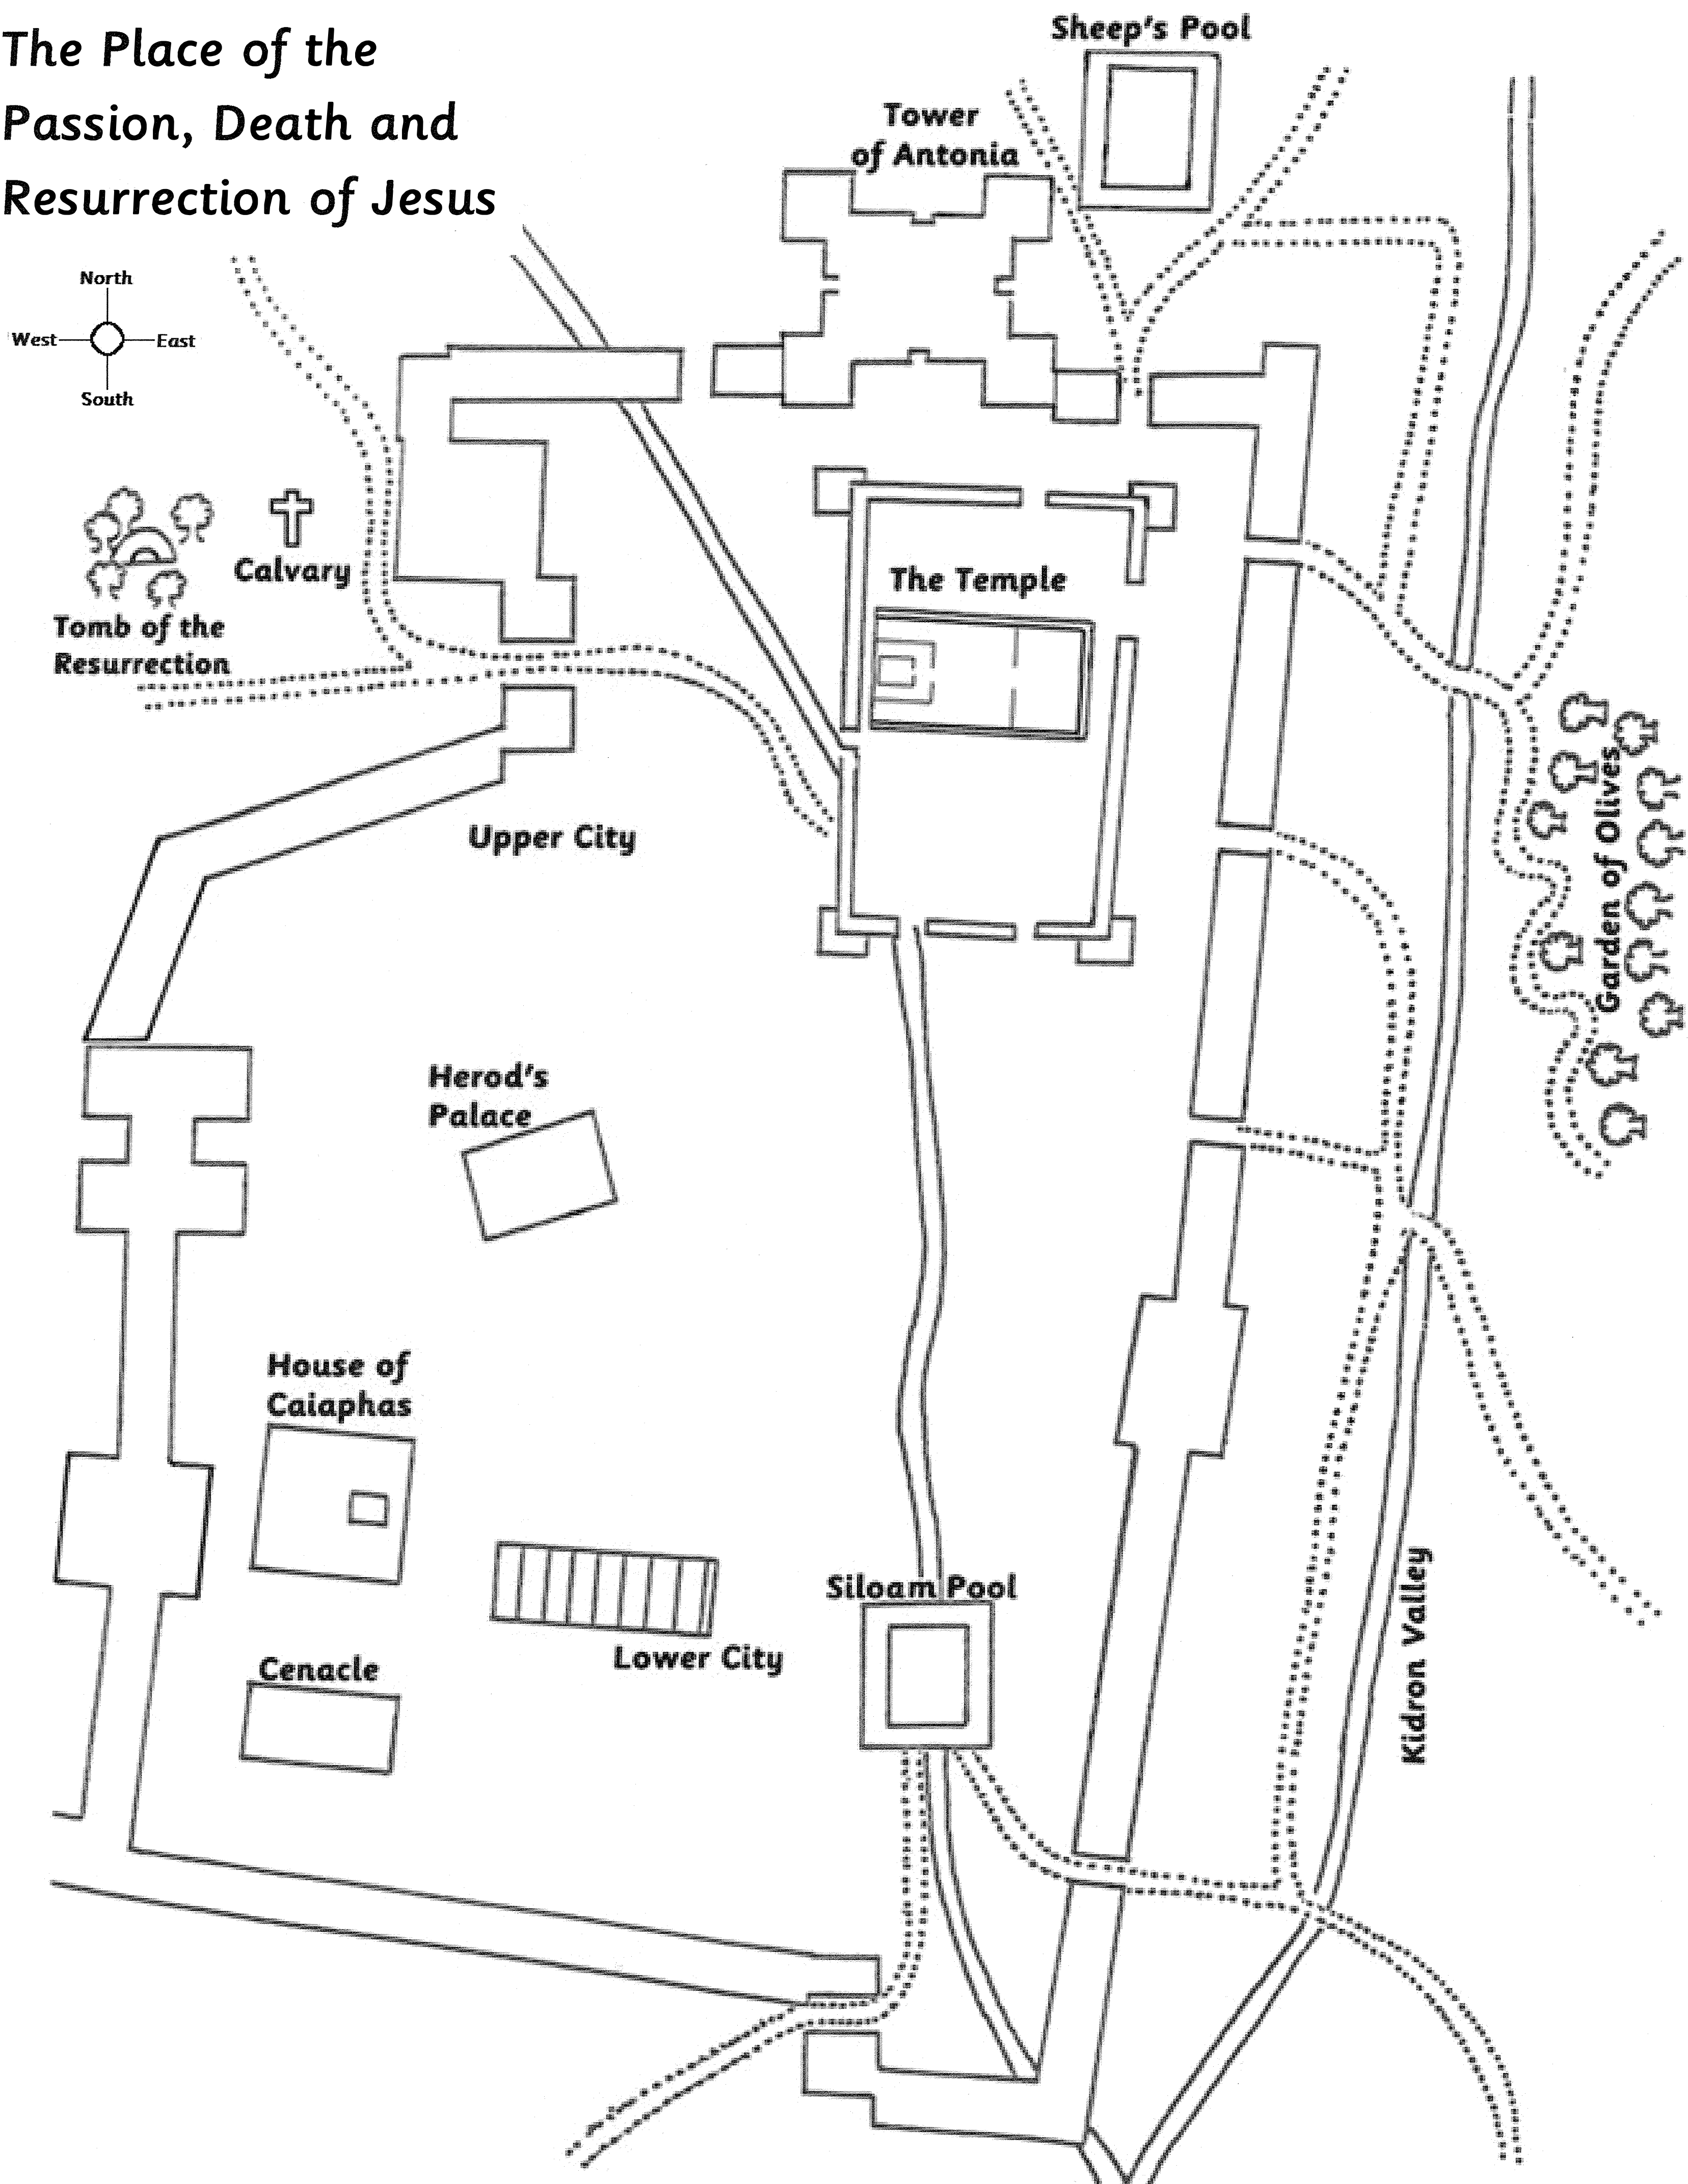 The Place of the
Passion, Death and
Resurrection of Jesus
Sheep's Pool
Tower
of Antonia
North
West
East
South
Calvary
Tomb of the
Resurrection
The Temple
Upper City
Garden of Olives
Herod's
Palace
House of
Caiaphas
Siloam Pool
Lower City
Cenacle
Kidron Valley